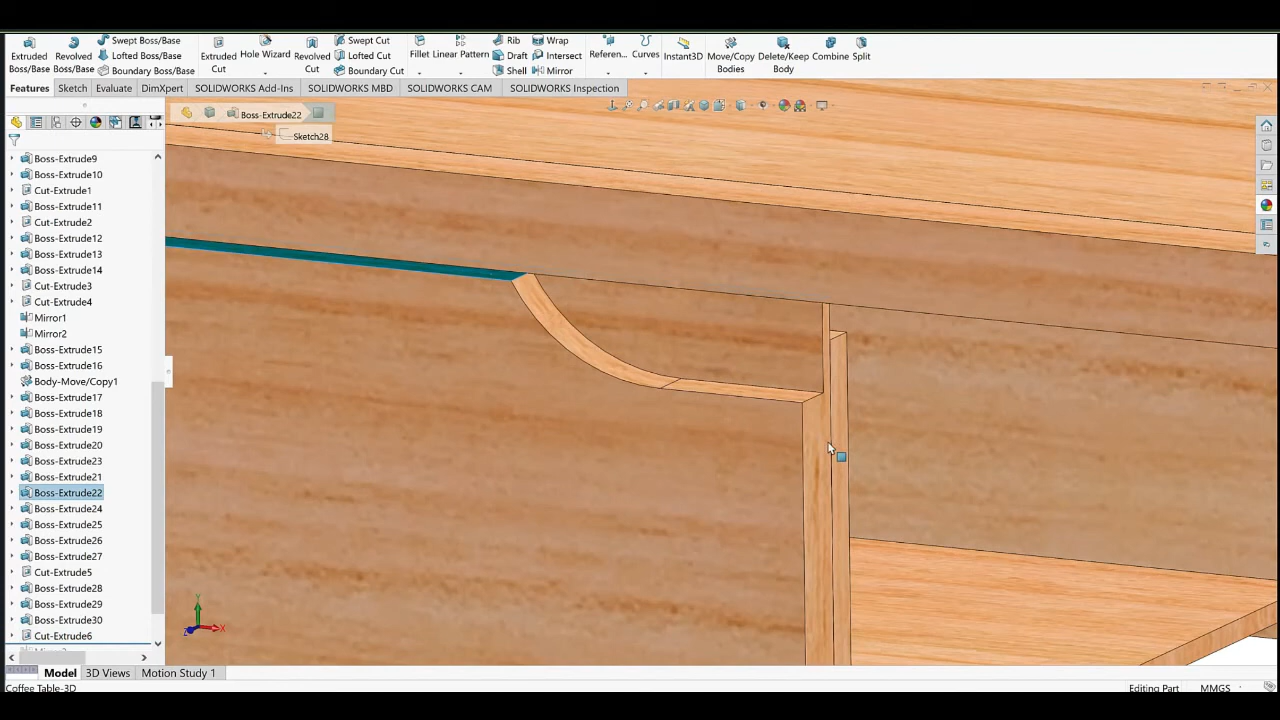 Swept Boss/Base Swept Cut Rib Wrap
Extruded Boss/Base Revolved Boss/Base Lofted Boss/Base Extruded Cut Hole Wizard Revolved Cut Lofted Cut Fillet Linear Pattern Draft Intersect Referen... Curves Instant3D Move/Copy Bodies Delete/Keep Body Combine Split
Boundary Boss/Base Boundary Cut Shell Mirror
Features Sketch Evaluate DimXpert SOLIDWORKS Add-Ins SOLIDWORKS MBD SOLIDWORKS CAM SOLIDWORKS Inspection
Boss-Extrude22
Sketch28
Boss-Extrude9
Boss-Extrude10
Cut-Extrude1
Boss-Extrude11
Cut-Extrude2
Boss-Extrude12
Boss-Extrude13
Boss-Extrude14
Cut-Extrude3
Cut-Extrude4
Mirror1
Mirror2
Boss-Extrude15
Boss-Extrude16
Body-Move/Copy1
Boss-Extrude17
Boss-Extrude18
Boss-Extrude19
Boss-Extrude20
Boss-Extrude23
Boss-Extrude21
Boss-Extrude22
Boss-Extrude24
Boss-Extrude25
Boss-Extrude26
Boss-Extrude27
Cut-Extrude5
Boss-Extrude28
Boss-Extrude29
Boss-Extrude30
Cut-Extrude6
Y
Z X
Model 3D Views Motion Study 1
Coffee Table-3D Editing Part MMGS